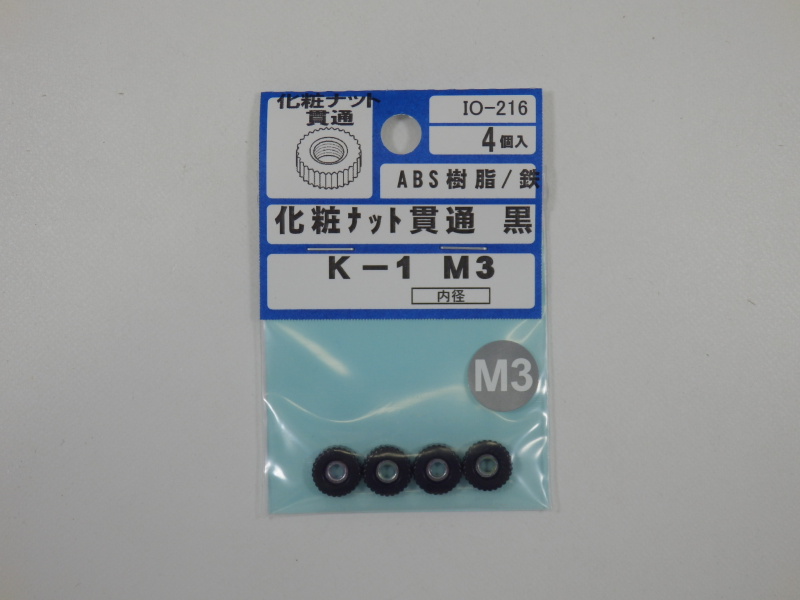 化粧ナット
貫通
IO-216
4個入
ABS樹脂/鉄
化粧ナット貫通 黒
K-1 M3
内径
M3